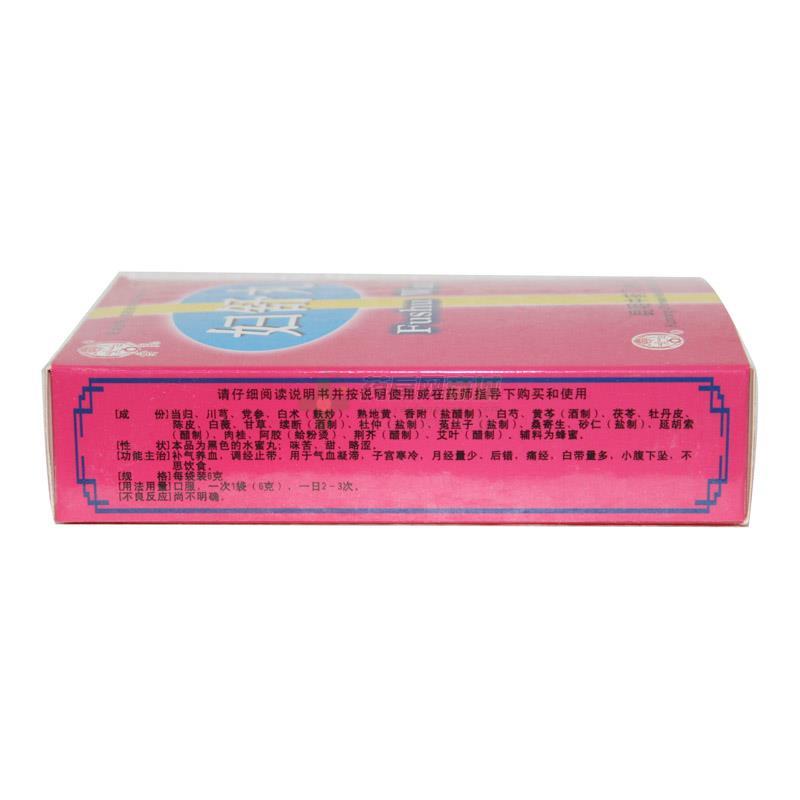 妇舒丸
Fushu Wan
请仔细阅读说明书并按说明使用或在药师指导下购买和使用
[成 份]当归、川芎、党参、白术（麸炒）、熟地黄、香附（盐醋制）、白芍、黄芩（酒制）、茯苓、牡丹皮、
陈皮、白薇、甘草、续断（酒制）、杜仲（盐制）、菟丝子（盐制）、桑寄生、砂仁（盐制）、延胡索
（醋制）、肉桂、阿胶（蛤粉烫）、荆芥（醋制）、艾叶（醋制）。辅料为蜂蜜。
[性 状]本品为黑色的水蜜丸；味苦、甜、略涩。
[功能主治]补气养血，调经止带。用于气血凝滞，子宫寒冷，月经量少，后错，痛经，白带量多，小腹下坠，不
思饮食。
[规 格]每袋装6克
[用法用量]口服，一次1袋（6克），一日2-3次。
[不良反应]尚不明确。